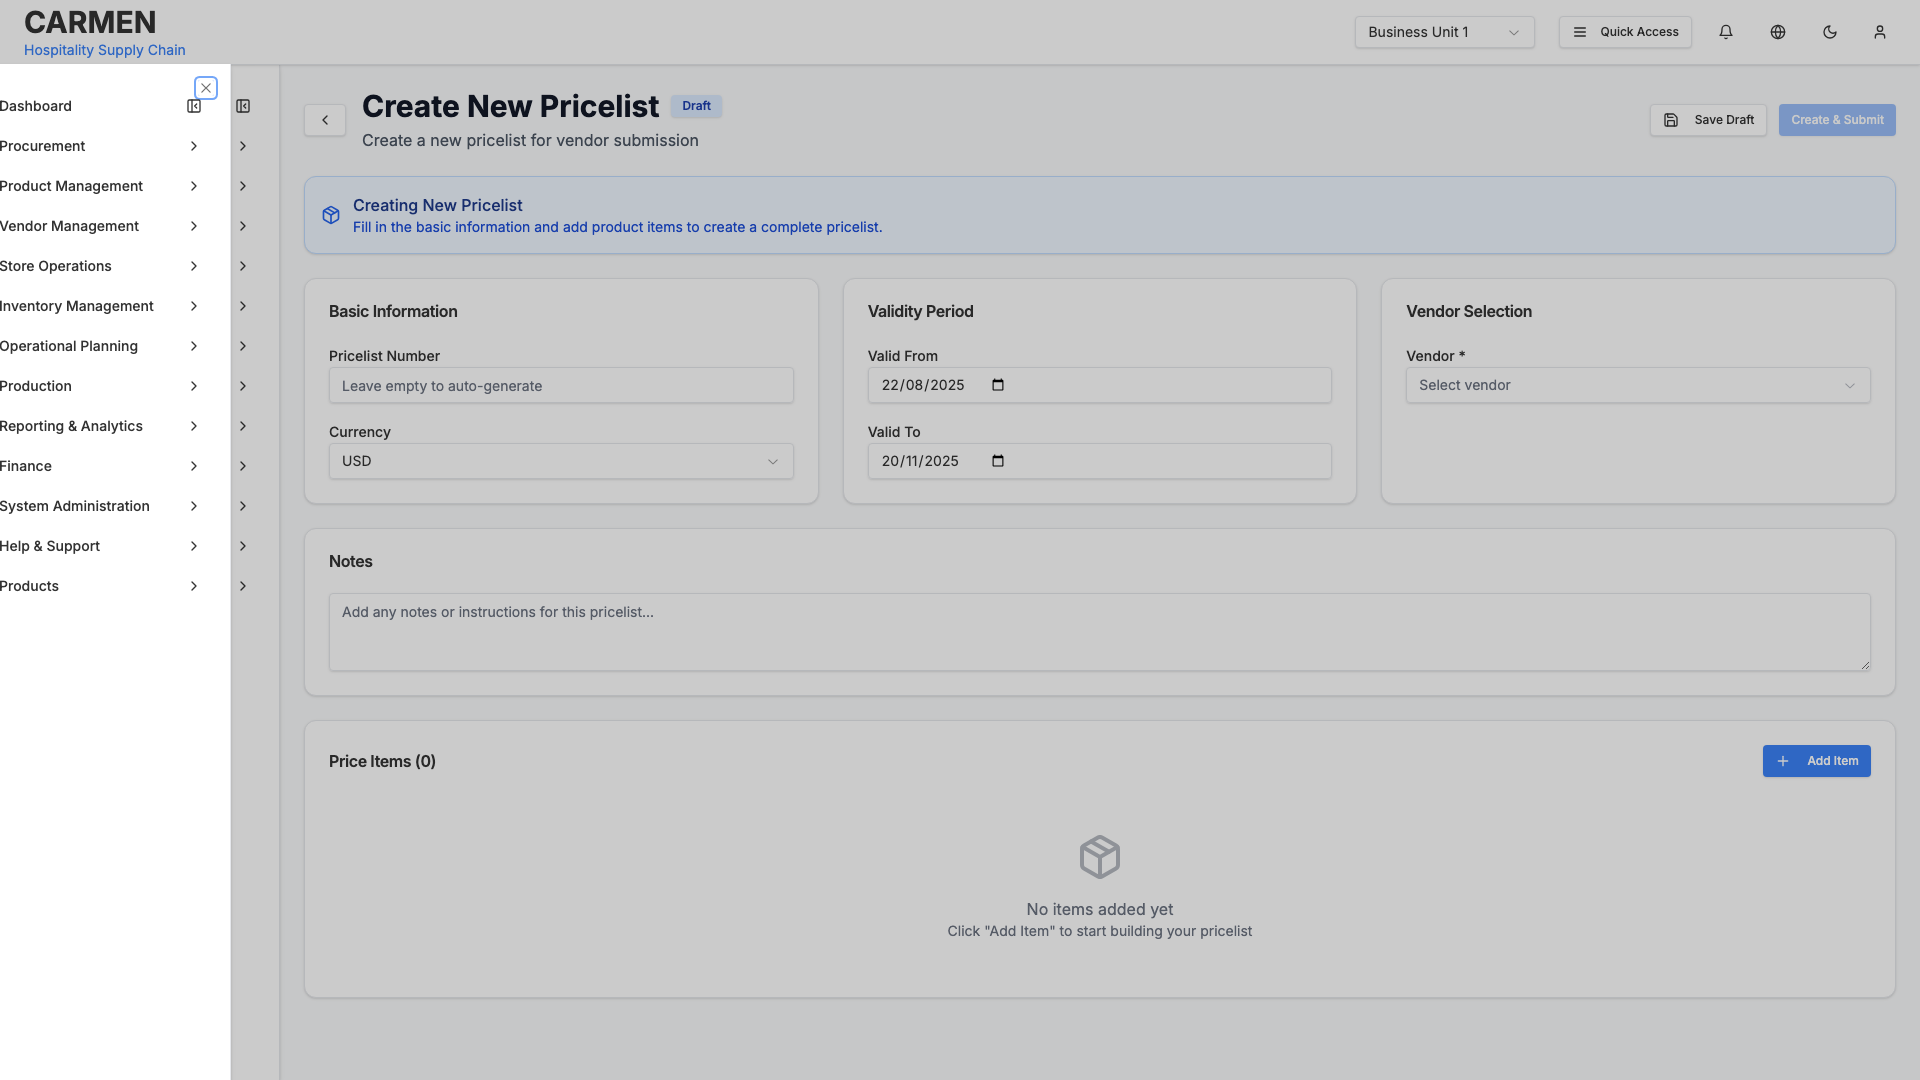 CARMEN
Hospitality Supply Chain
Business Unit 1
Quick Access
Dashboard
Procurement
Product Management
Vendor Management
Store Operations
Inventory Management
Operational Planning
Production
Reporting & Analytics
Finance
System Administration
Help & Support
Products
Create New Pricelist
Draft
Create a new pricelist for vendor submission
Save Draft
Create & Submit
Creating New Pricelist
Fill in the basic information and add product items to create a complete pricelist.
Basic Information
Pricelist Number
Leave empty to auto-generate
Currency
USD
Validity Period
Valid From
22/08/2025
Valid To
20/11/2025
Vendor Selection
Vendor *
Select vendor
Notes
Add any notes or instructions for this pricelist...
Price Items (0)
Add Item
No items added yet
Click "Add Item" to start building your pricelist